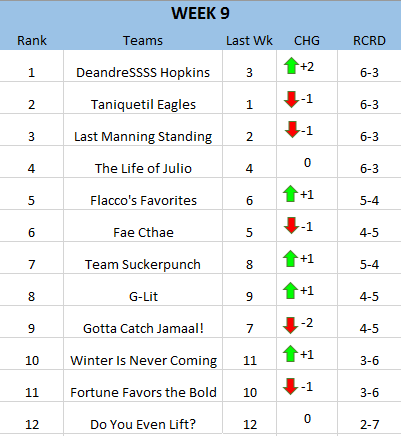 WEEK 9
Rank Teams Last Wk CHG RCRD
1 DeandreSSSS Hopkins 3 +2 6-3
2 Taniquetil Eagles 1 -1 6-3
3 Last Manning Standing 2 -1 6-3
4 The Life of Julio 4 0 6-3
5 Flacco's Favorites 6 +1 5-4
6 Fae Cthae 5 -1 4-5
7 Team Suckerpunch 8 +1 5-4
8 G-Lit 9 +1 4-5
9 Gotta Catch Jamaal! 7 -2 4-5
10 Winter Is Never Coming 11 +1 3-6
11 Fortune Favors the Bold 10 -1 3-6
12 Do You Even Lift? 12 0 2-7